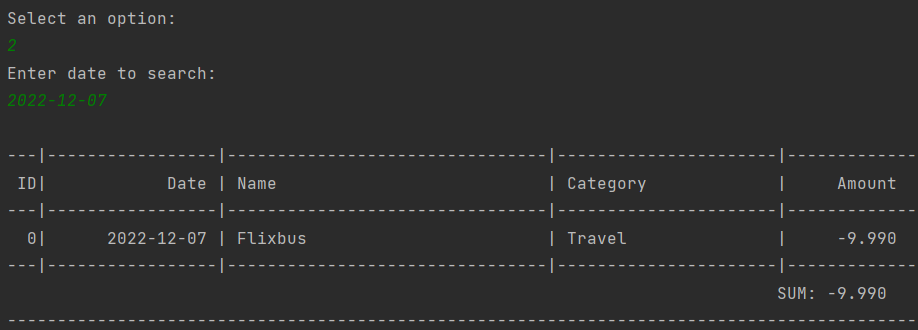 Select an option:
2
Enter date to search:
2022-12-07
---|-----------------|--------------------------------|----------------------|-------------
 ID|            Date | Name                           | Category             |     Amount
---|-----------------|--------------------------------|----------------------|-------------
  0|      2022-12-07 | Flixbus                        | Travel               |     -9.990
---|-----------------|--------------------------------|----------------------|-------------
                                                                             SUM: -9.990
-------------------------------------------------------------------------------------------